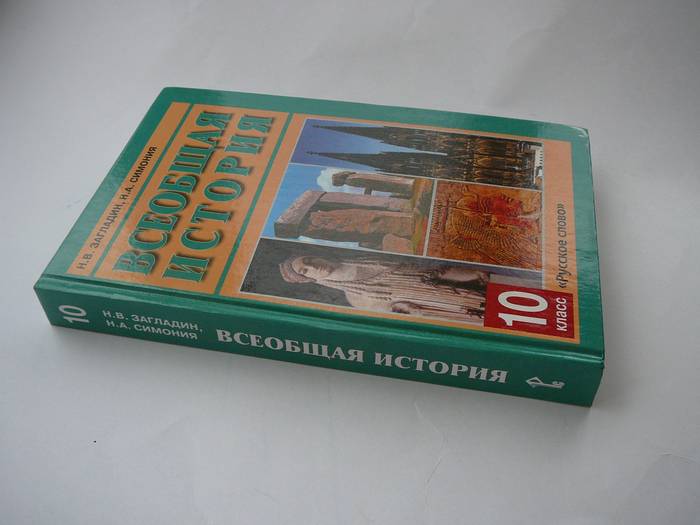 Н.В. ЗАГЛАДИН, Н.А. СИМОНИЯ
ВСЕОБЩАЯ
ИСТОРИЯ
10
класс
«Русское слово»
10
Н.В. ЗАГЛАДИН,
Н.А. СИМОНИЯ
ВСЕОБЩАЯ ИСТОРИЯ